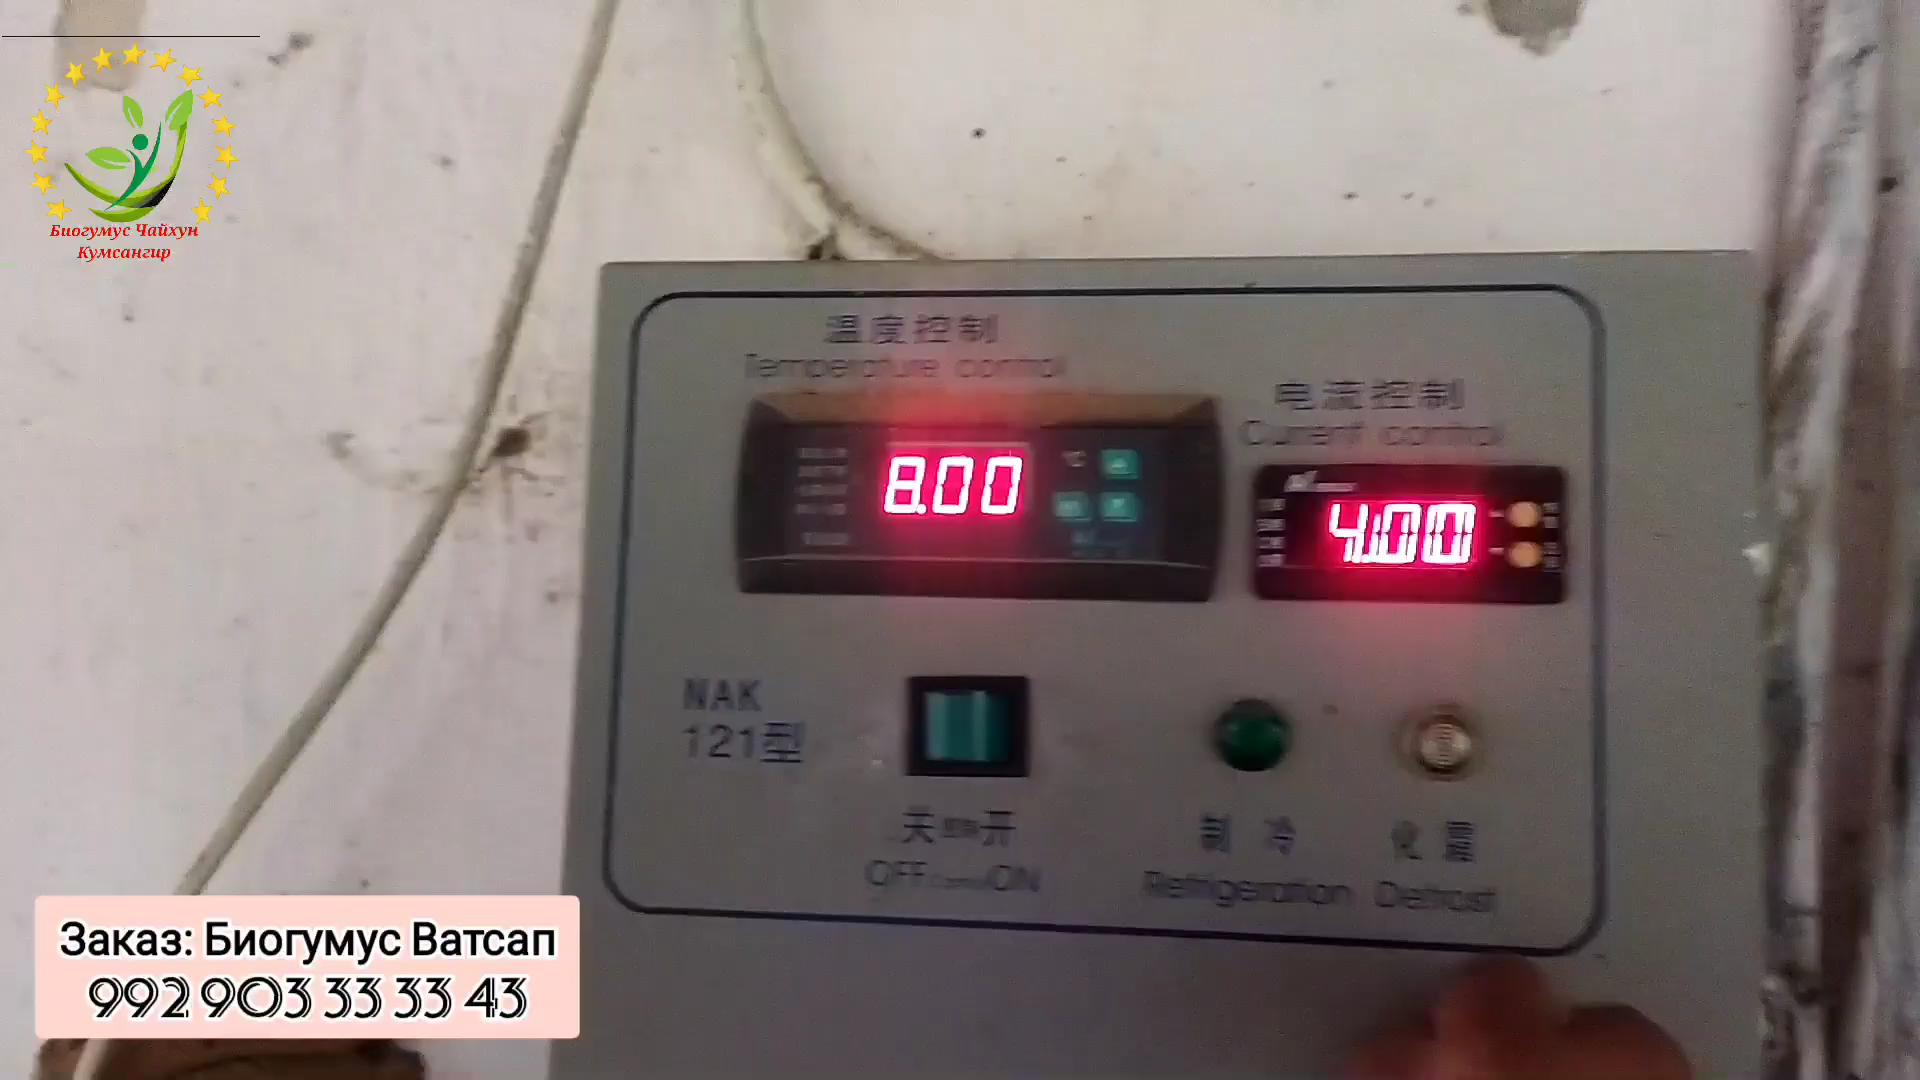 Биогумус Чайхун
Кумсангир
温度控制
Temperature control
电流控制
Current control
8.00
℃
4.00
NAK
121型
关 开
OFF ON
制冷
Refrigeration
化霜
Defrost
Заказ: Биогумус Ватсап
992 903 33 33 43